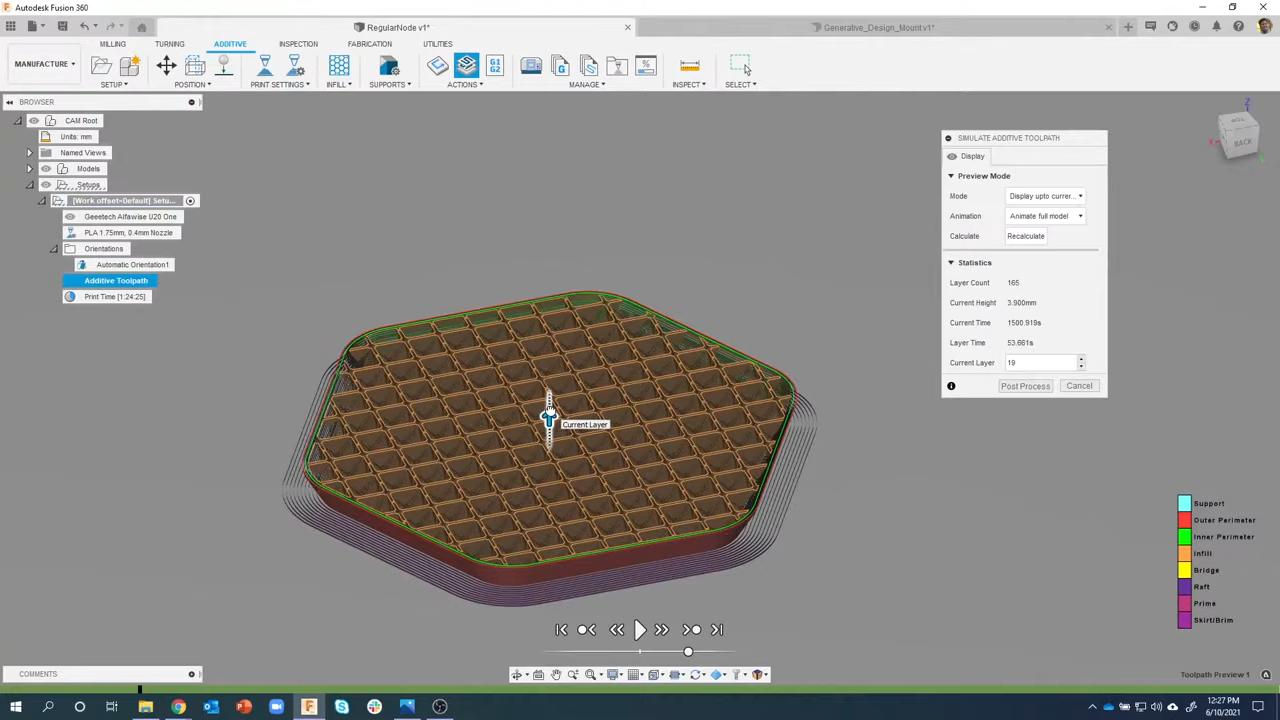 Autodesk Fusion 360
RegularNode v1*
Generative_Design_Mount v1*
MANUFACTURE
MILLING
TURNING
ADDITIVE
INSPECTION
FABRICATION
UTILITIES
G1
G2
SETUP
POSITION
PRINT SETTINGS
INFILL
SUPPORTS
ACTIONS
MANAGE
INSPECT
SELECT
BROWSER
CAM Root
Units: mm
Named Views
Models
Setups
[Work offset=Default] Setu...
Geeetech Alfawise U20 One
PLA 1.75mm, 0.4mm Nozzle
Orientations
Automatic Orientation1
Additive Toolpath
Print Time [1:24:25]
Z
TOP
BACK
X
SIMULATE ADDITIVE TOOLPATH
Display
Preview Mode
Mode Display upto currer...
Animation Animate full model
Calculate Recalculate
Statistics
Layer Count 165
Current Height 3.900mm
Current Time 1500.919s
Layer Time 53.661s
Current Layer 19
Post Process Cancel
Current Layer
Support
Outer Perimeter
Inner Perimeter
Infill
Bridge
Raft
Prime
Skirt/Brim
COMMENTS
Toolpath Preview 1
12:27 PM
6/10/2021